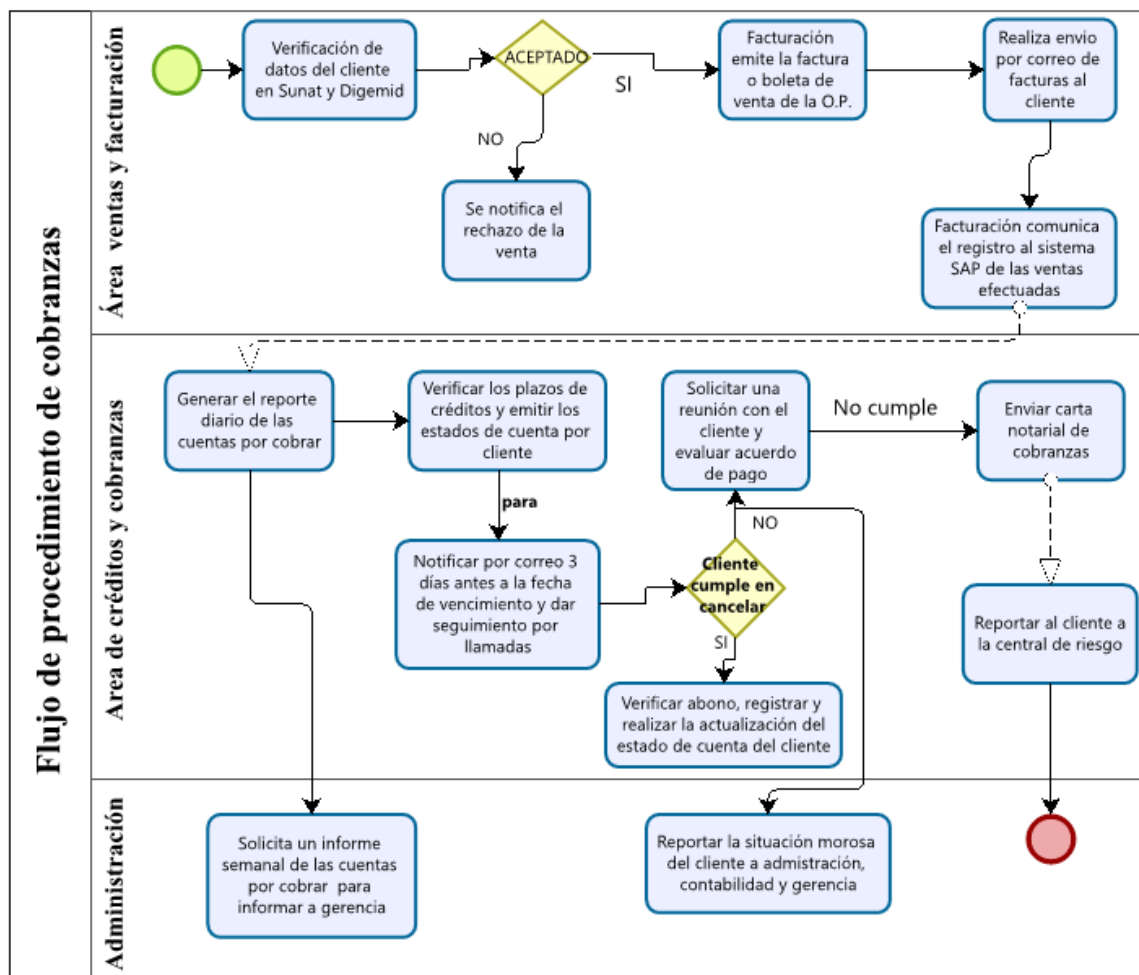 Flujo de procedimiento de cobranzas
Área  ventas y facturación
Verificación de
datos del cliente
en Sunat y Digemid
ACEPTADO
SI
NO
Se notifica el
rechazo de la
venta
Facturación
emite la factura
o boleta de
venta de la O.P.
Realiza envio
por correo de
facturas al
cliente
Facturación comunica
el registro al sistema
SAP de las ventas
efectuadas
Area de créditos y cobranzas
Generar el reporte
diario de las
cuentas por cobrar
Verificar los plazos de
créditos y emitir los
estados de cuenta por
cliente
para
Notificar por correo 3
días antes a la fecha
de vencimiento y dar
seguimiento por
llamadas
Cliente
cumple en
cancelar
NO
SI
Solicitar una
reunión con el
cliente y
evaluar acuerdo
de pago
No cumple
Enviar carta
notarial de
cobranzas
Reportar al cliente a
la central de riesgo
Verificar abono, registrar y
realizar la actualización del
estado de cuenta del cliente
Administración
Solicita un informe
semanal de las cuentas
por cobrar  para
informar a gerencia
Reportar la situación morosa
del cliente a admistración,
contabilidad y gerencia